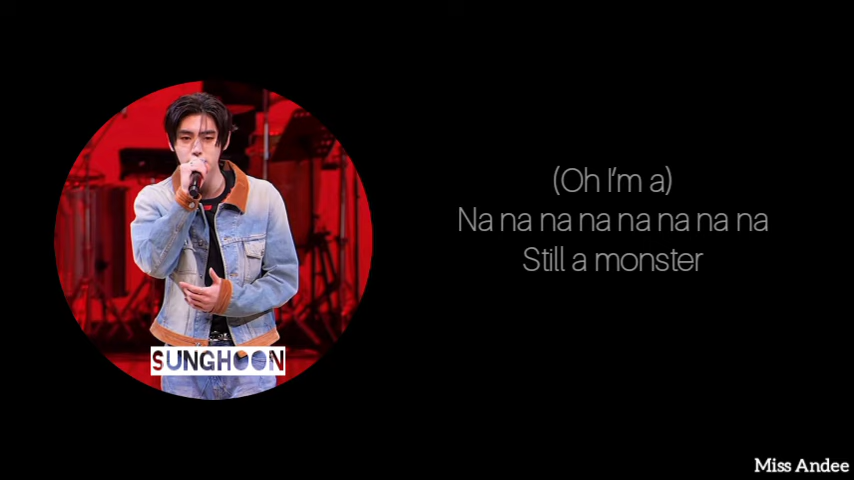 SUNGHOON
(Oh I'm a)
Na na na na na na na na
Still a monster
Miss Andee